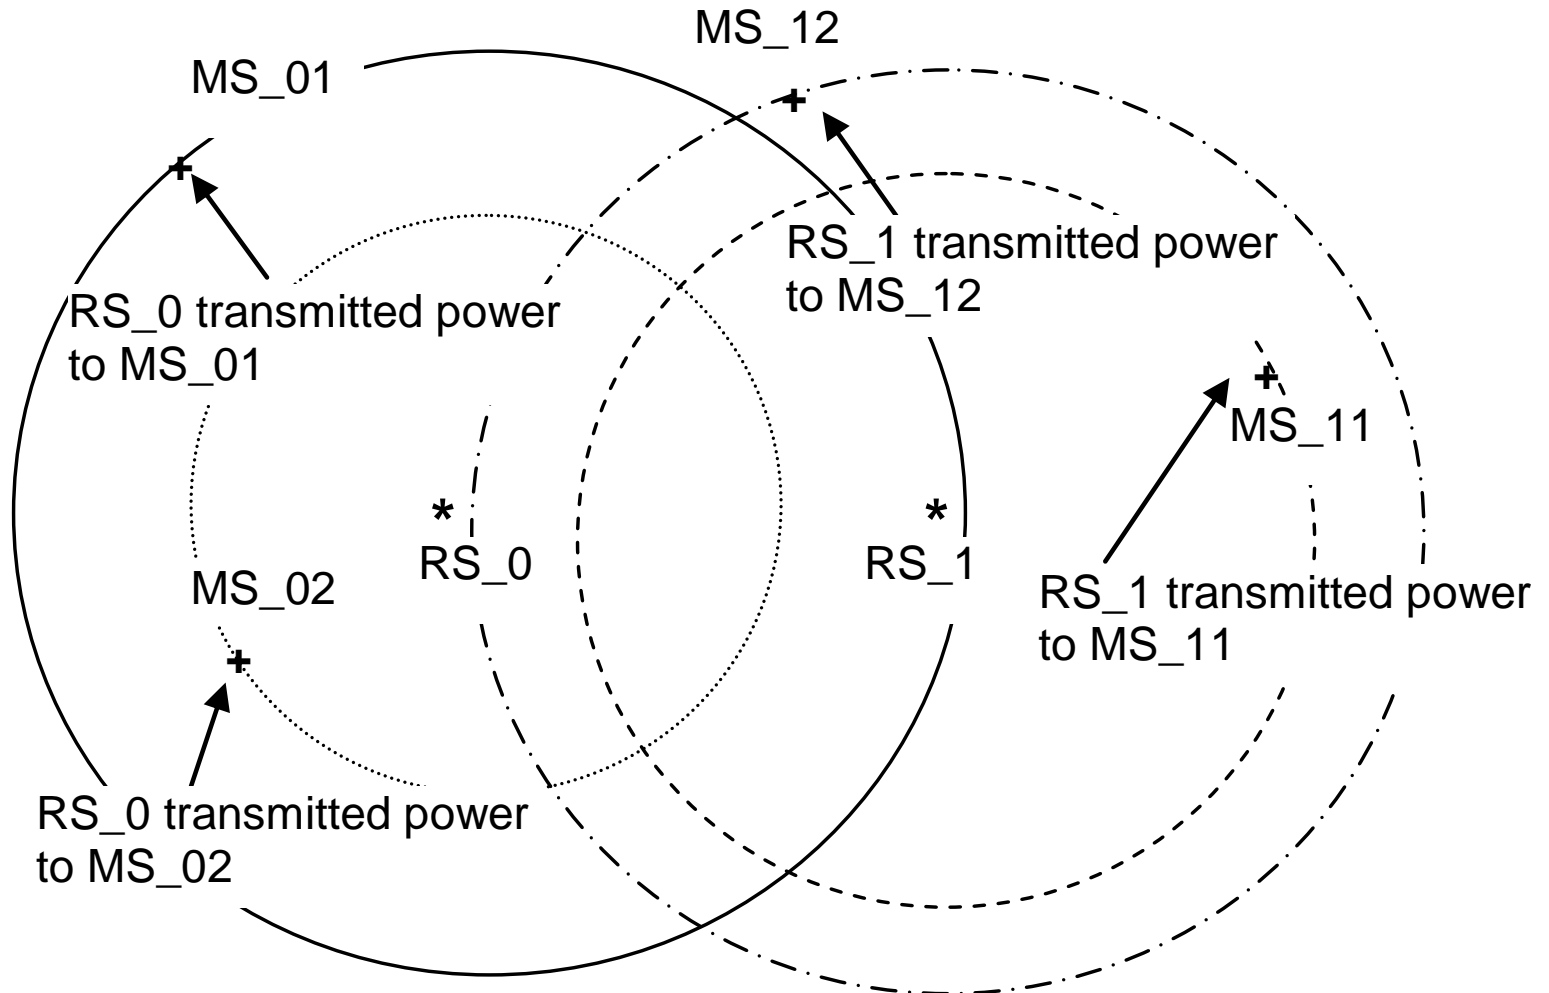 MS_12
MS_01
RS_1 transmitted power
to MS_12
RS_0 transmitted power
to MS_01
MS_11
*
RS_0
*
RS_1
MS_02
RS_1 transmitted power
to MS_11
RS_0 transmitted power
to MS_02